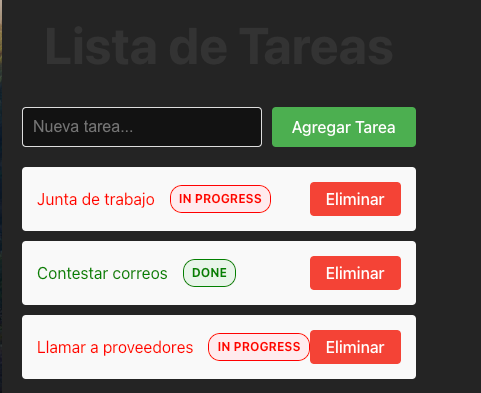 Lista de Tareas
Nueva tarea...
Agregar Tarea
Junta de trabajo
IN PROGRESS
Eliminar
Contestar correos
DONE
Eliminar
Llamar a proveedores
IN PROGRESS
Eliminar